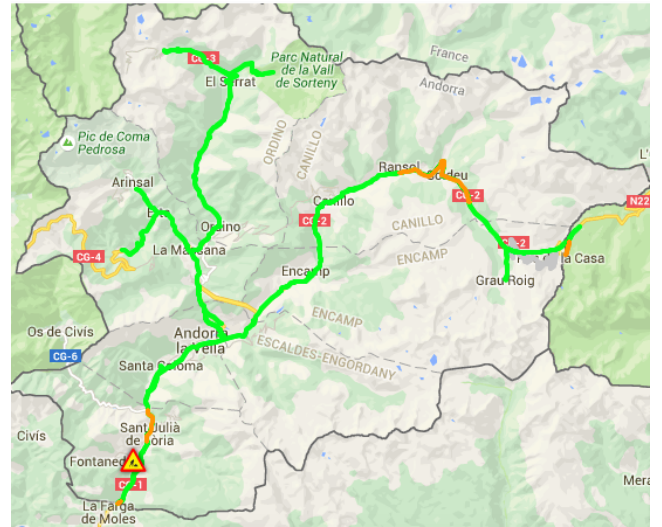 CG-3
El Serrat
Parc Natural
de la Vall
de Sorteny
France
Andorra
Pic de Coma
Pedrosa
ORDINO
CANILLO
Arinsal
Ransol
Soldeu
L'
Erts
Canillo
CG-2
CG-2
N22
Ordino
CANILLO
CG-2
CG-4
La Massana
ENCAMP
la Casa
Encamp
Grau Roig
Os de Civís
ENCAMP
Andorra
la Vella
ESCALDES-ENGORDANY
CG-6
Santa Coloma
Civís
Sant Julià
de Lòria
Fontaneda
CG-1
Mera
La Farga
de Moles